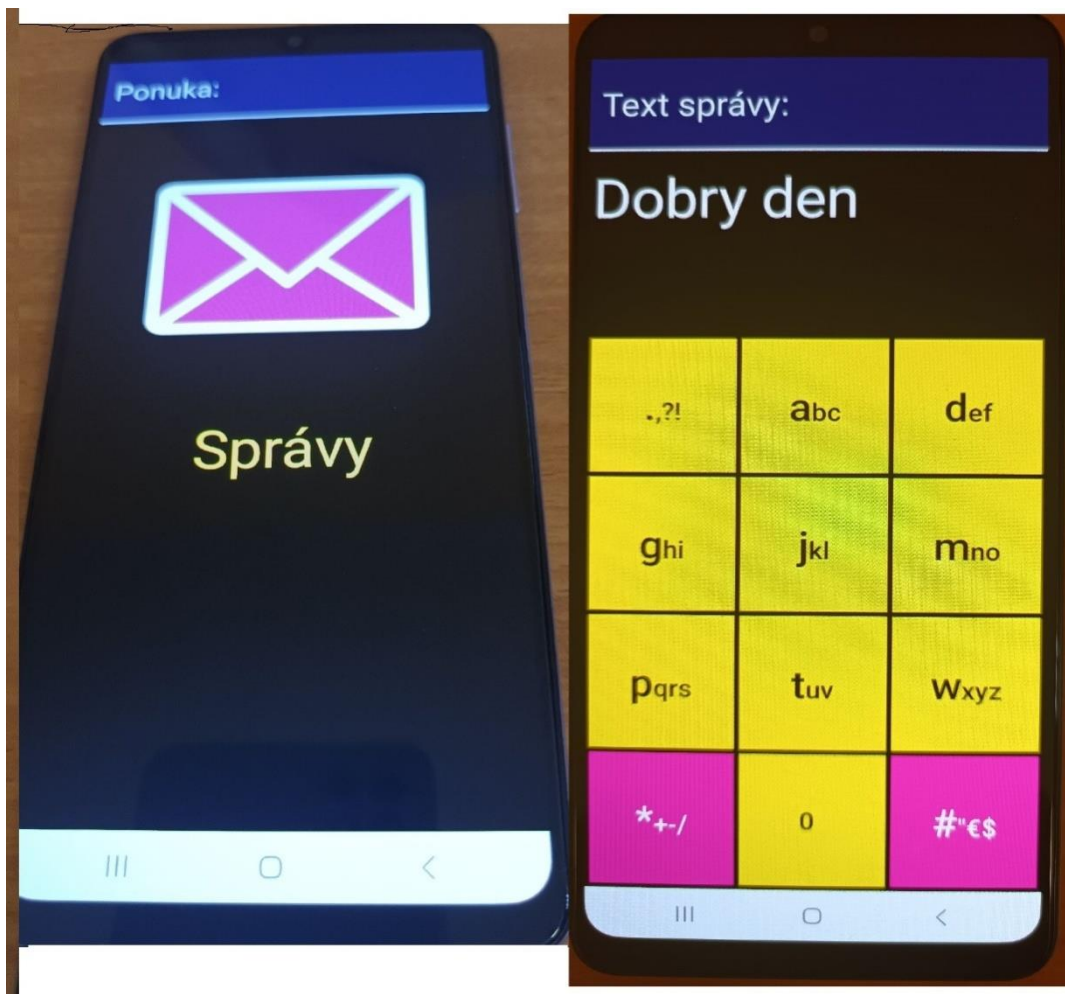 Ponuka:
Správy
Text správy:
Dobry den
.,?!
abc
def
ghi
jkl
mno
pqrs
tuv
wxyz
*+-/
0
#"€$